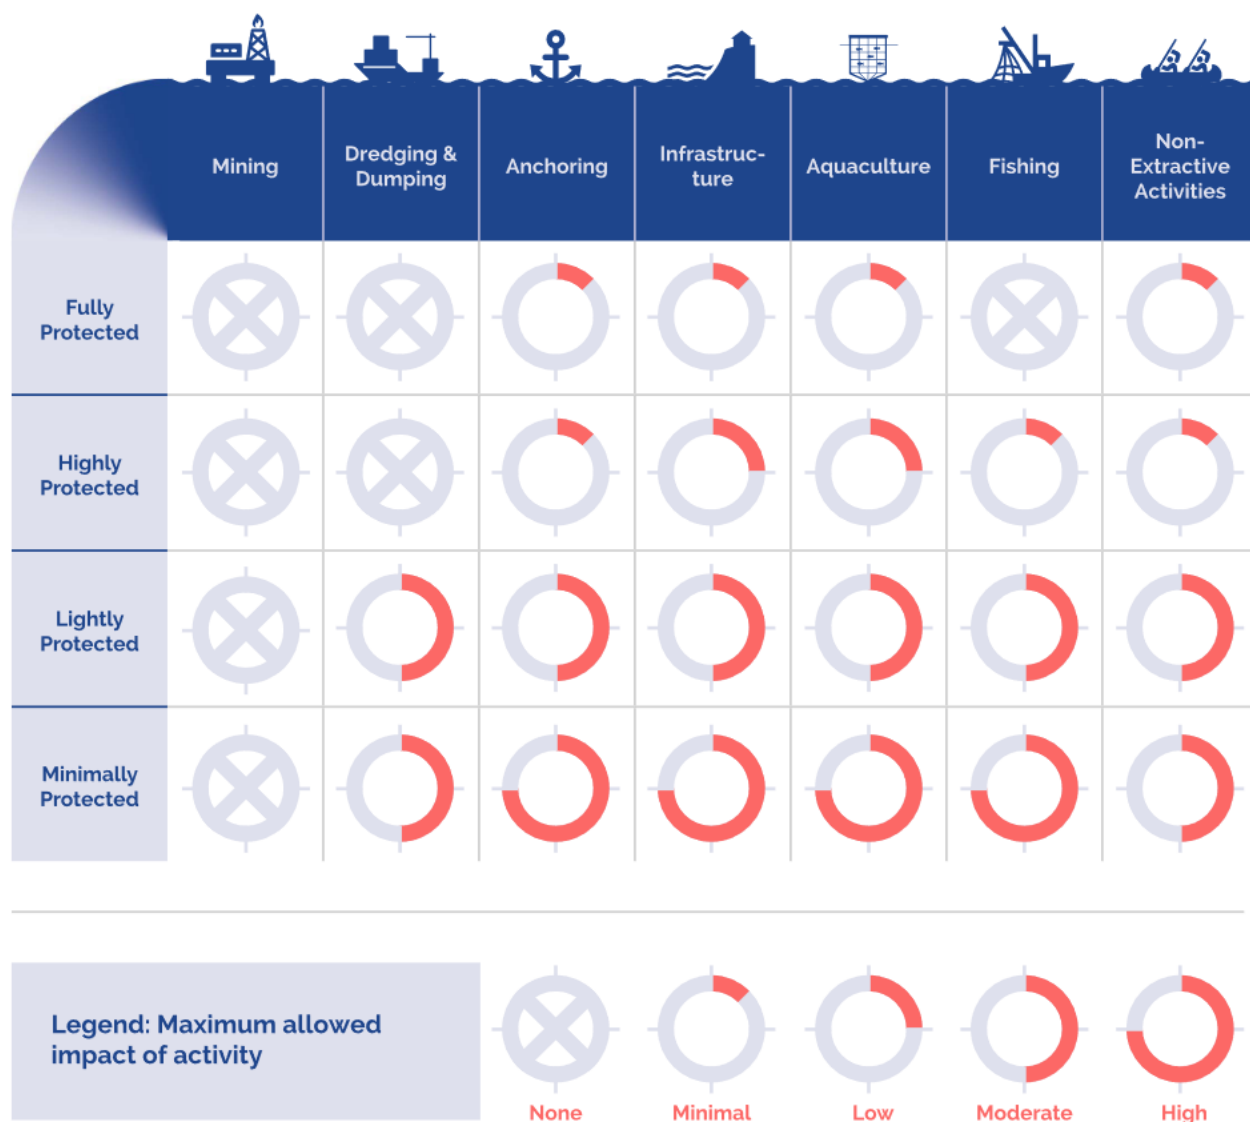 Mining
Dredging &
Dumping
Anchoring
Infrastruc-
ture
Aquaculture
Fishing
Non-
Extractive
Activities
Fully
Protected
Highly
Protected
Lightly
Protected
Minimally
Protected
Legend: Maximum allowed
impact of activity
None
Minimal
Low
Moderate
High